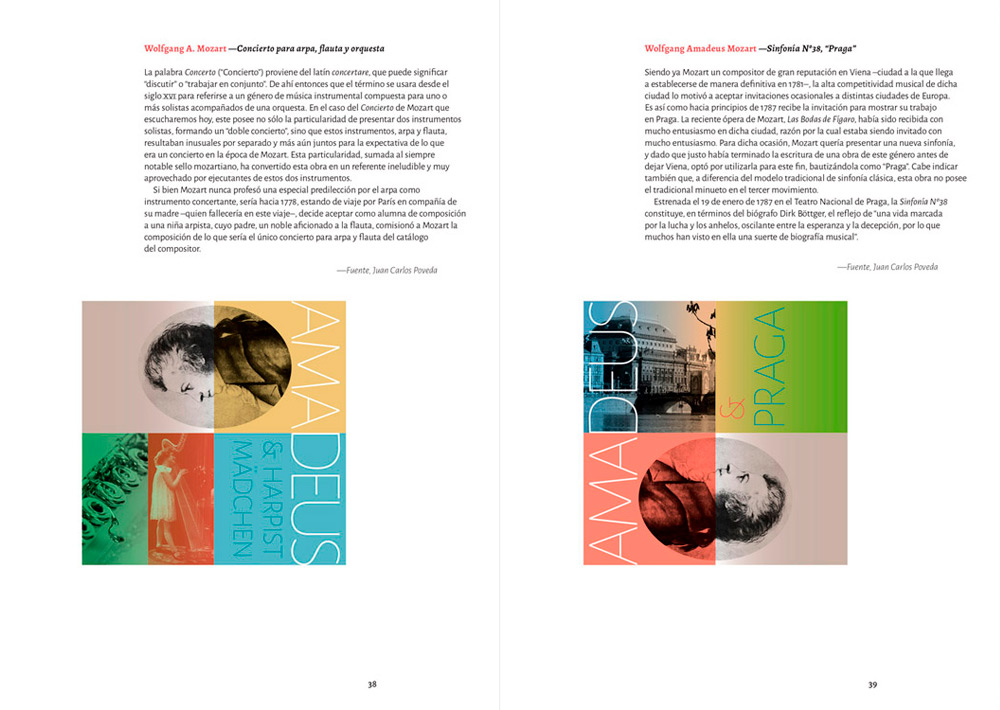 Wolfgang A. Mozart —Concierto para arpa, flauta y orquesta
La palabra Concerto (“Concierto”) proviene del latín concertare, que puede significar
“discutir” o “trabajar en conjunto”. De ahí entonces que el término se usara desde el
siglo XVI para referirse a un género de música instrumental compuesta para uno o
más solistas acompañados de una orquesta. En el caso del Concierto de Mozart que
escucharemos hoy, este posee no sólo la particularidad de presentar dos instrumentos
solistas, formando un “doble concierto”, sino que estos instrumentos, arpa y flauta,
resultaban inusuales por separado y más aún juntos para la expectativa de lo que
era un concierto en la época de Mozart. Esta particularidad, sumada al siempre
notable sello mozartiano, ha convertido esta obra en un referente ineludible y muy
aprovechado por ejecutantes de estos dos instrumentos.
Si bien Mozart nunca profesó una especial predilección por el arpa como
instrumento concertante, sería hacia 1778, estando de viaje por París en compañía de
su madre –quien fallecería en este viaje–, decide aceptar como alumna de composición
a una niña arpista, cuyo padre, un noble aficionado a la flauta, comisionó a Mozart la
composición de lo que sería el único concierto para arpa y flauta del catálogo
del compositor.
—Fuente, Juan Carlos Poveda
AMADEUS
& HARPIST
MÄDCHEN
38
Wolfgang Amadeus Mozart —Sinfonía Nº38, “Praga”
Siendo ya Mozart un compositor de gran reputación en Viena –ciudad a la que llega
a establecerse de manera definitiva en 1781–, la alta competitividad musical de dicha
ciudad lo motivó a aceptar invitaciones ocasionales a distintas ciudades de Europa.
Es así como hacia principios de 1787 recibe la invitación para mostrar su trabajo
en Praga. La reciente ópera de Mozart, Las Bodas de Fígaro, había sido recibida con
mucho entusiasmo en dicha ciudad, razón por la cual estaba siendo invitado con
mucho entusiasmo. Para dicha ocasión, Mozart quería presentar una nueva sinfonía,
y dado que justo había terminado la escritura de una obra de este género antes de
dejar Viena, optó por utilizarla para este fin, bautizándola como “Praga”. Cabe indicar
también que, a diferencia del modelo tradicional de sinfonía clásica, esta obra no posee
el tradicional minueto en el tercer movimiento.
Estrenada el 19 de enero de 1787 en el Teatro Nacional de Praga, la Sinfonía Nº38
constituye, en términos del biógrafo Dirk Böttger, el reflejo de “una vida marcada
por la lucha y los anhelos, oscilante entre la esperanza y la decepción, por lo que
muchos han visto en ella una suerte de biografía musical”.
—Fuente, Juan Carlos Poveda
AMADEUS
& PRAGA
39